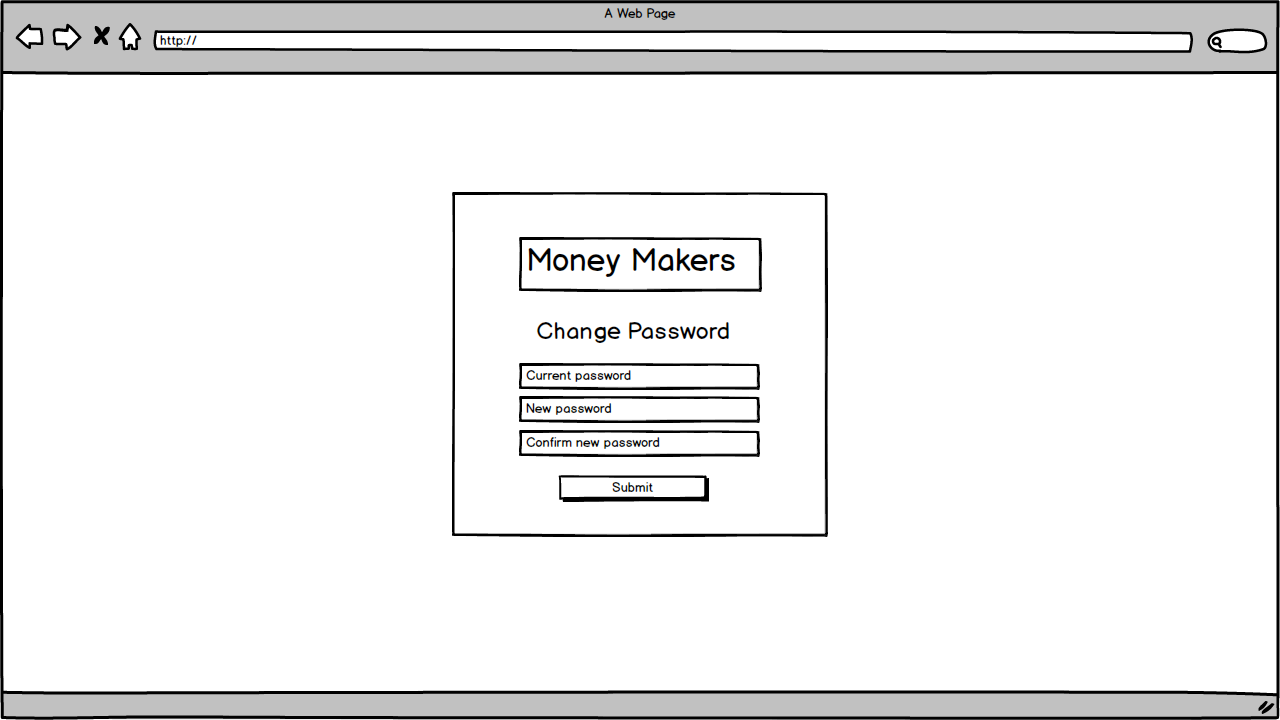 A Web Page
http://
Money Makers
Change Password
Current password
New password
Confirm new password
Submit